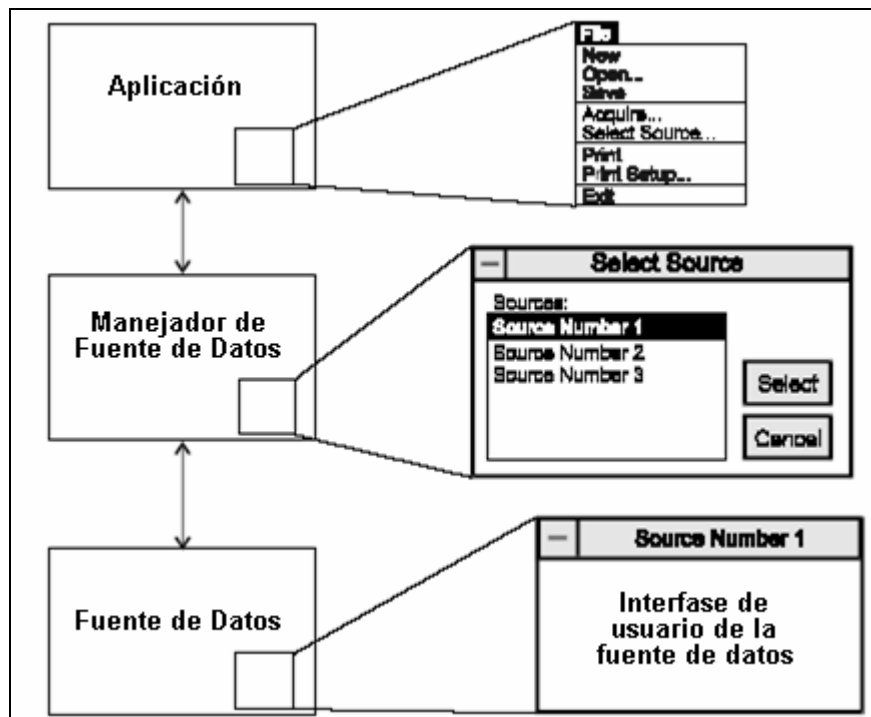 Aplicación
File
New
Open...
Save
Acquire...
Select Source...
Print
Print Setup...
Exit
Manejador de
Fuente de Datos
Select Source
Sources:
Source Number 1
Source Number 2
Source Number 3
Select
Cancel
Fuente de Datos
Source Number 1
Interfase de
usuario de la
fuente de datos